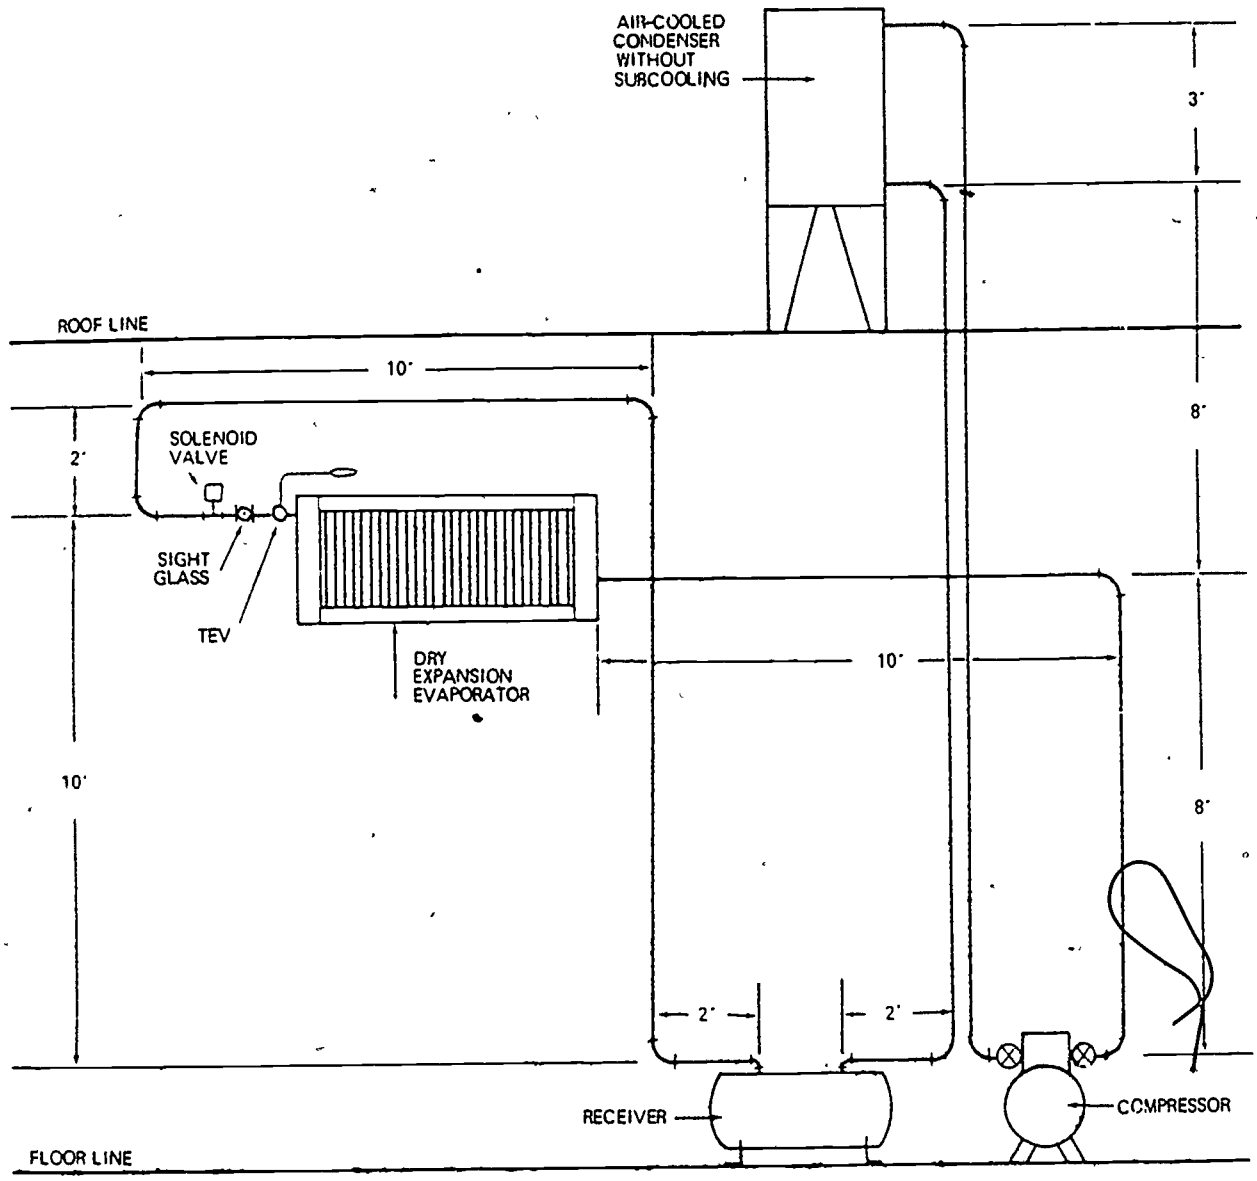 AIR-COOLED
CONDENSER
WITHOUT
SUBCOOLING
3'
ROOF LINE
10'
8'
2'
SOLENOID
VALVE
SIGHT
GLASS
TEV
DRY
EXPANSION
EVAPORATOR
10'
10'
8'
2'
2'
RECEIVER
COMPRESSOR
FLOOR LINE